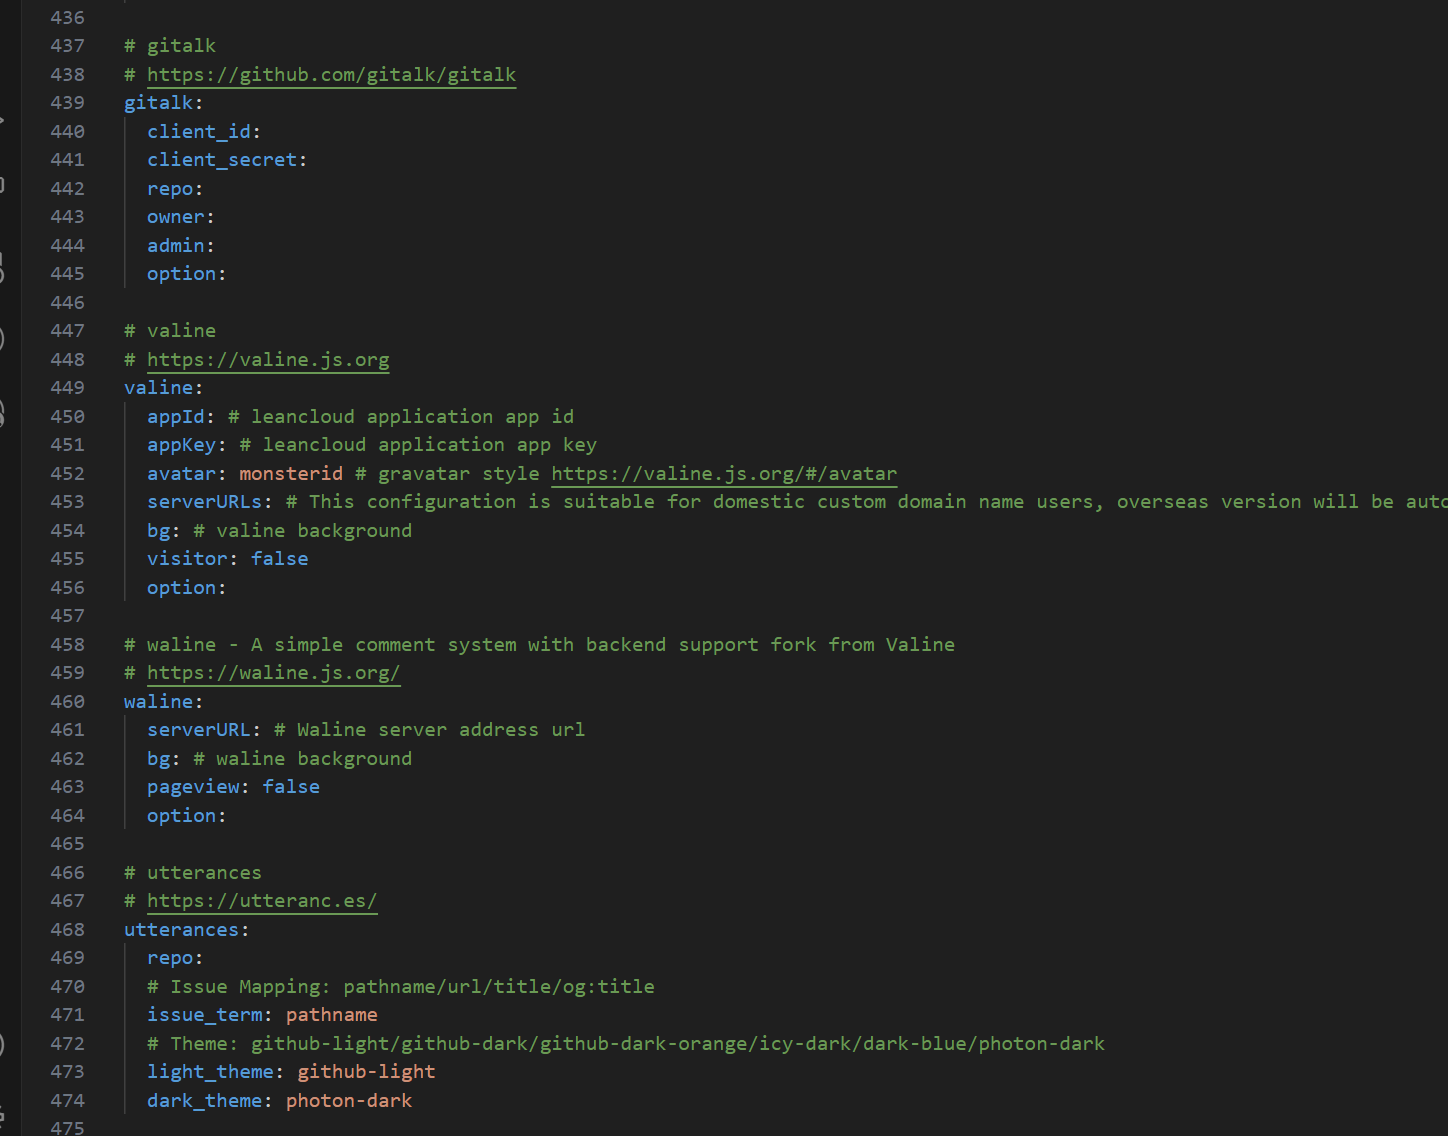 436
437 # gitalk
438 # https://github.com/gitalk/gitalk
439 gitalk:
440 client_id:
441 client_secret:
442 repo:
443 owner:
444 admin:
445 option:
446
447 # valine
448 # https://valine.js.org
449 valine:
450 appId: # leancloud application app id
451 appKey: # leancloud application app key
452 avatar: monsterid # gravatar style https://valine.js.org/#/avatar
453 serverURLs: # This configuration is suitable for domestic custom domain name users, overseas version will be auto
454 bg: # valine background
455 visitor: false
456 option:
457
458 # waline - A simple comment system with backend support fork from Valine
459 # https://waline.js.org/
460 waline:
461 serverURL: # Waline server address url
462 bg: # waline background
463 pageview: false
464 option:
465
466 # utterances
467 # https://utteranc.es/
468 utterances:
469 repo:
470 # Issue Mapping: pathname/url/title/og:title
471 issue_term: pathname
472 # Theme: github-light/github-dark/github-dark-orange/icy-dark/dark-blue/photon-dark
473 light_theme: github-light
474 dark_theme: photon-dark
475